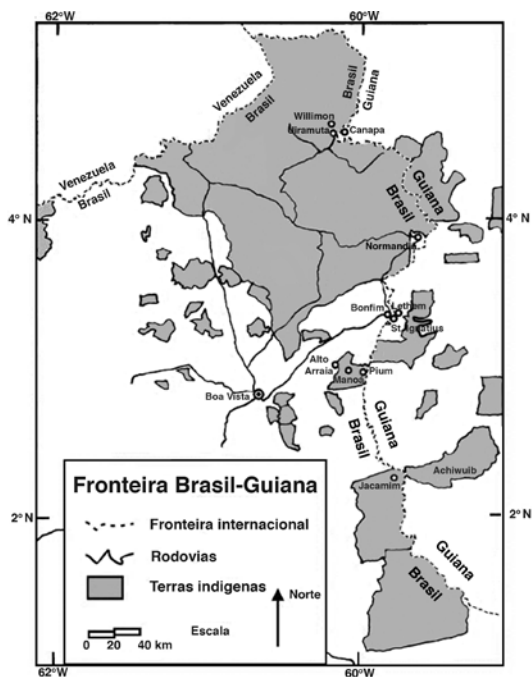 62°W
60°W
Venezuela
Brasil
Brasil
Guiana
Willimon
Uiramuta
Canapa
Venezuela
Brasil
Guiana
Brasil
4°N
4°N
Normandia
Bonfim
Lethem
St. Ignatius
Alto
Arraia
Manoa
Pium
Boa Vista
Guiana
Brasil
Achiwuib
Jacamim
Fronteira Brasil-Guiana
Fronteira internacional
Rodovias
Terras indigenas
Norte
0 20 40 km
Escala
2°N
2°N
Guiana
Brasil
62°W
60°W